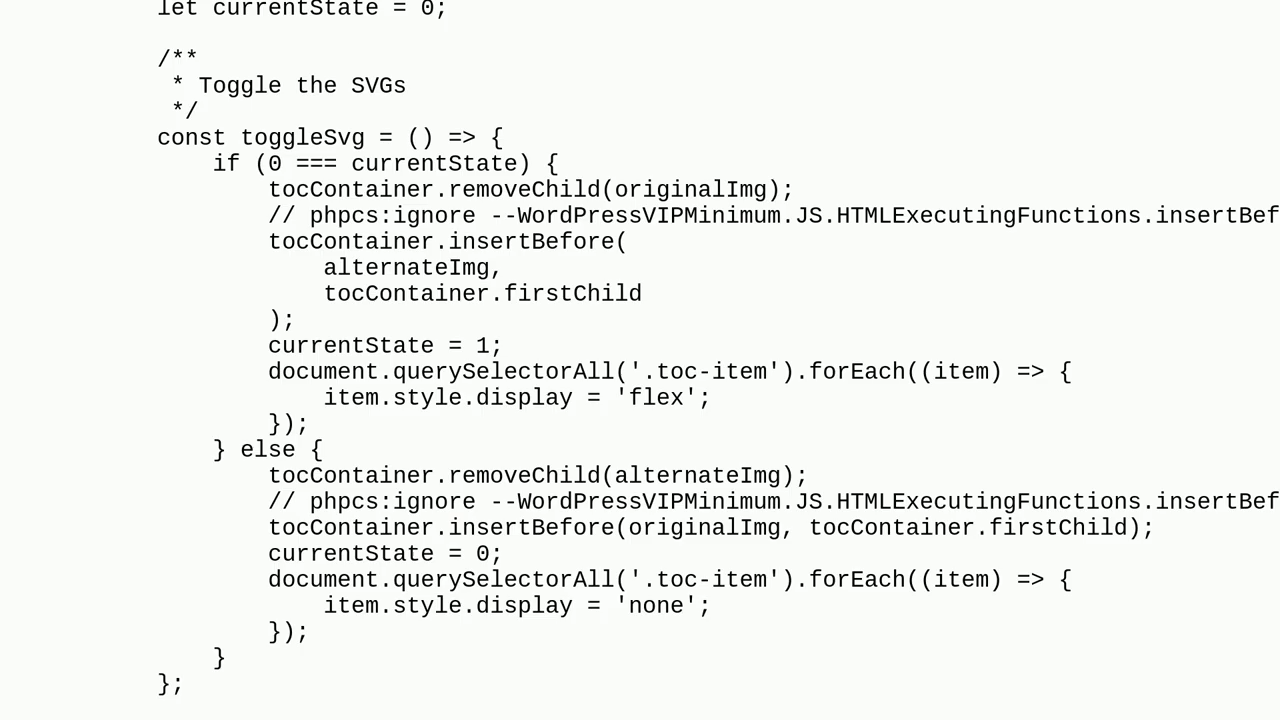 let currentState = 0;
/**
 * Toggle the SVGs
 */
const toggleSvg = () => {
    if (0 === currentState) {
        tocContainer.removeChild(originalImg);
        // phpcs:ignore --WordPressVIPMinimum.JS.HTMLExecutingFunctions.insertBef
        tocContainer.insertBefore(
            alternateImg,
            tocContainer.firstChild
        );
        currentState = 1;
        document.querySelectorAll('.toc-item').forEach((item) => {
            item.style.display = 'flex';
        });
    } else {
        tocContainer.removeChild(alternateImg);
        // phpcs:ignore --WordPressVIPMinimum.JS.HTMLExecutingFunctions.insertBef
        tocContainer.insertBefore(originalImg, tocContainer.firstChild);
        currentState = 0;
        document.querySelectorAll('.toc-item').forEach((item) => {
            item.style.display = 'none';
        });
    }
};